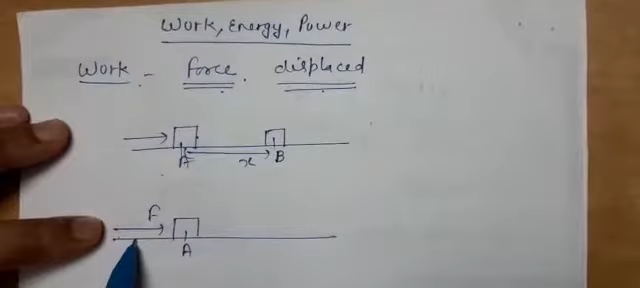 Work, Energy, Power
Work - force. displaced
A x B
F
A